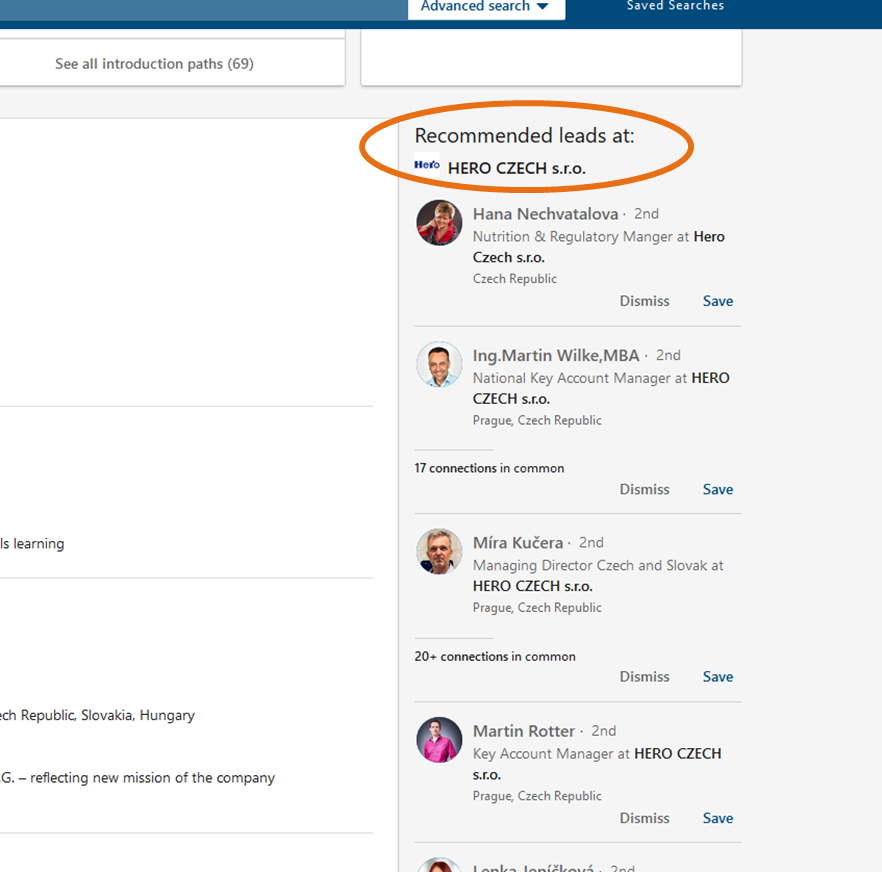 Advanced search
Saved Searches
See all introduction paths (69)
Recommended leads at:
Hero HERO CZECH s.r.o.
Hana Nechvatalova · 2nd
Nutrition & Regulatory Manger at Hero
Czech s.r.o.
Czech Republic
Dismiss Save
Ing.Martin Wilke,MBA · 2nd
National Key Account Manager at HERO
CZECH s.r.o.
Prague, Czech Republic
17 connections in common
Dismiss Save
Míra Kučera · 2nd
Managing Director Czech and Slovak at
HERO CZECH s.r.o.
Prague, Czech Republic
20+ connections in common
Dismiss Save
Martin Rotter · 2nd
Key Account Manager at HERO CZECH
s.r.o.
Prague, Czech Republic
Dismiss Save
Lenka Jeníčková · 2nd
ls learning
ech Republic, Slovakia, Hungary
.G. – reflecting new mission of the company